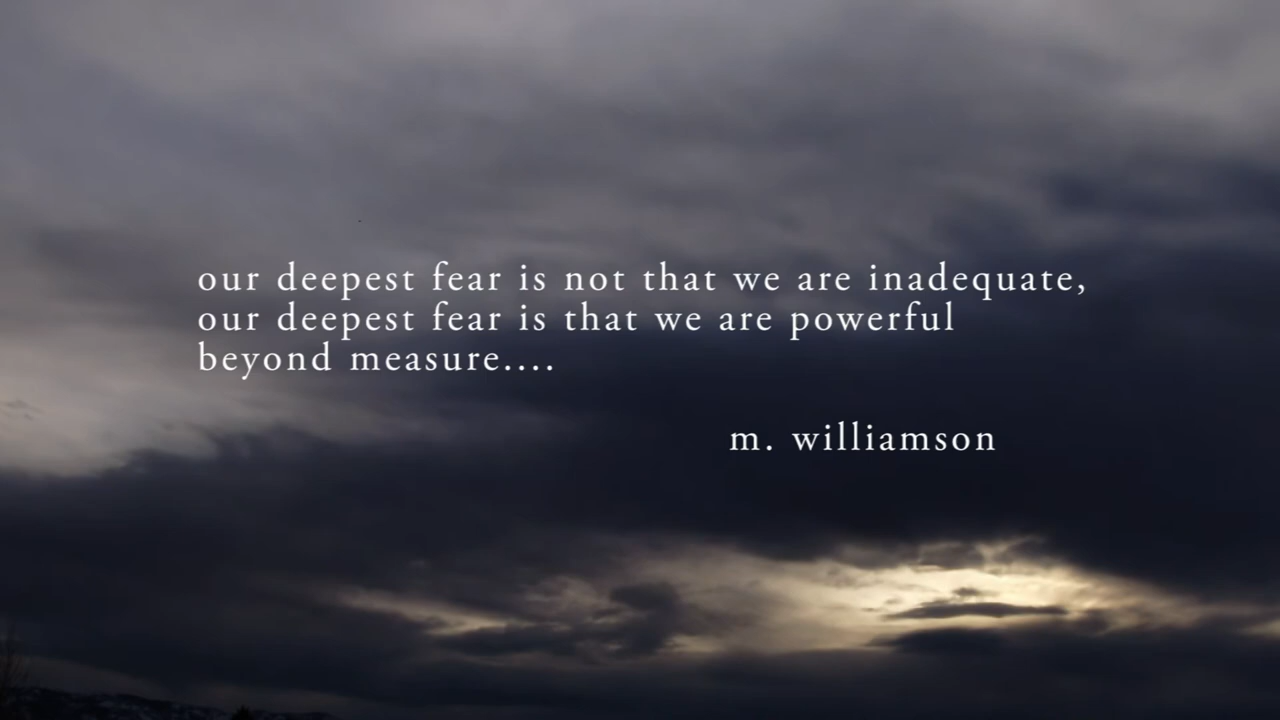 our deepest fear is not that we are inadequate,
our deepest fear is that we are powerful
beyond measure....
m. williamson